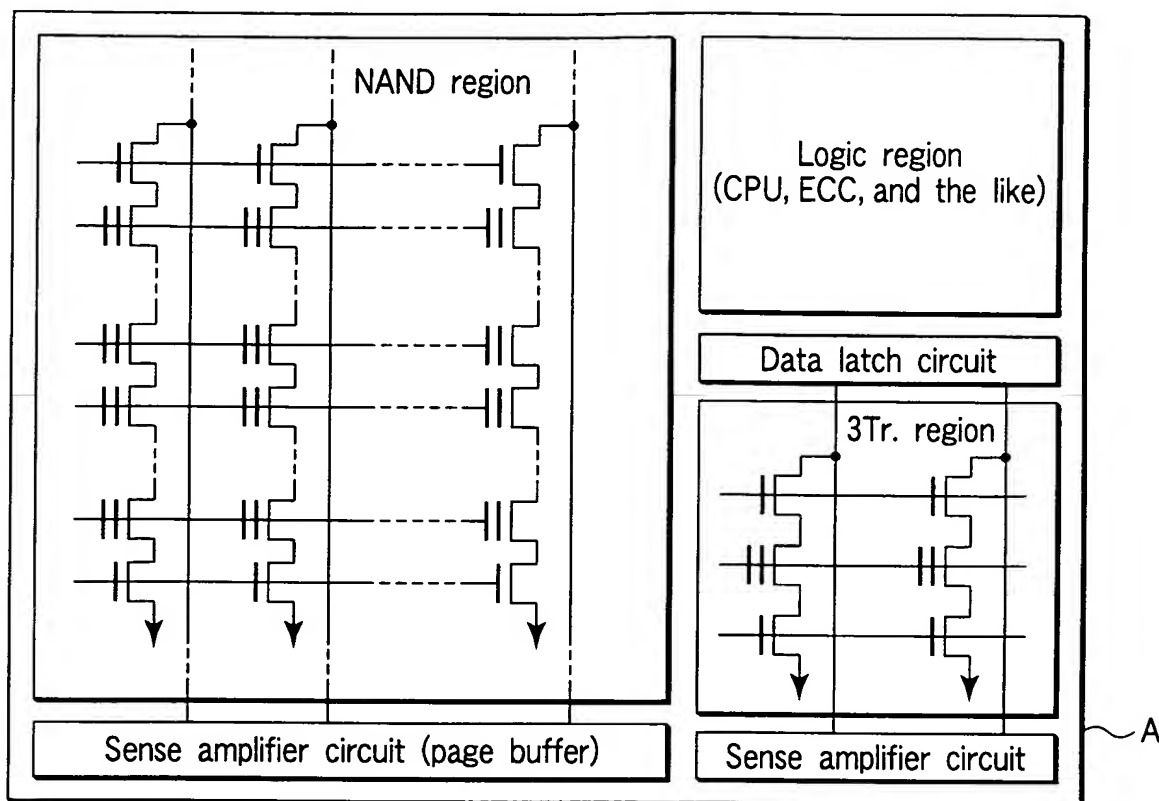 NAND region
Logic region
(CPU, ECC, and the like)
Data latch circuit
3Tr. region
Sense amplifier circuit (page buffer)
Sense amplifier circuit
A